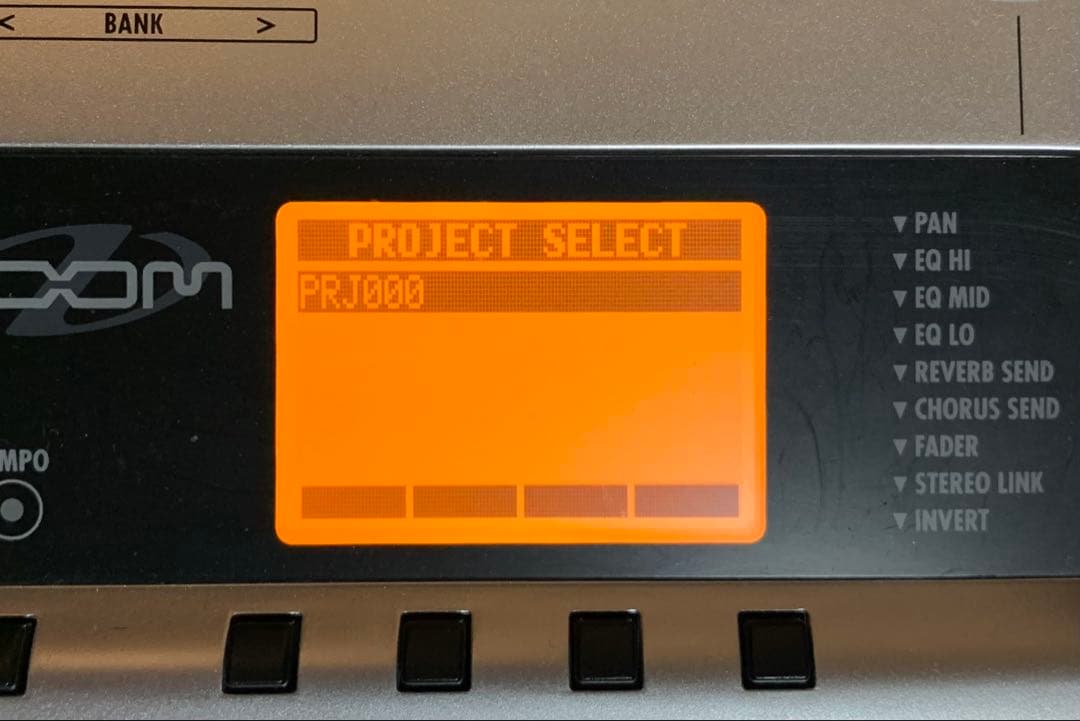 < BANK >
PROJECT SELECT
PRJ000
ZOOM
▼ PAN
▼ EQ HI
▼ EQ MID
▼ EQ LO
▼ REVERB SEND
▼ CHORUS SEND
▼ FADER
▼ STEREO LINK
▼ INVERT
MPO